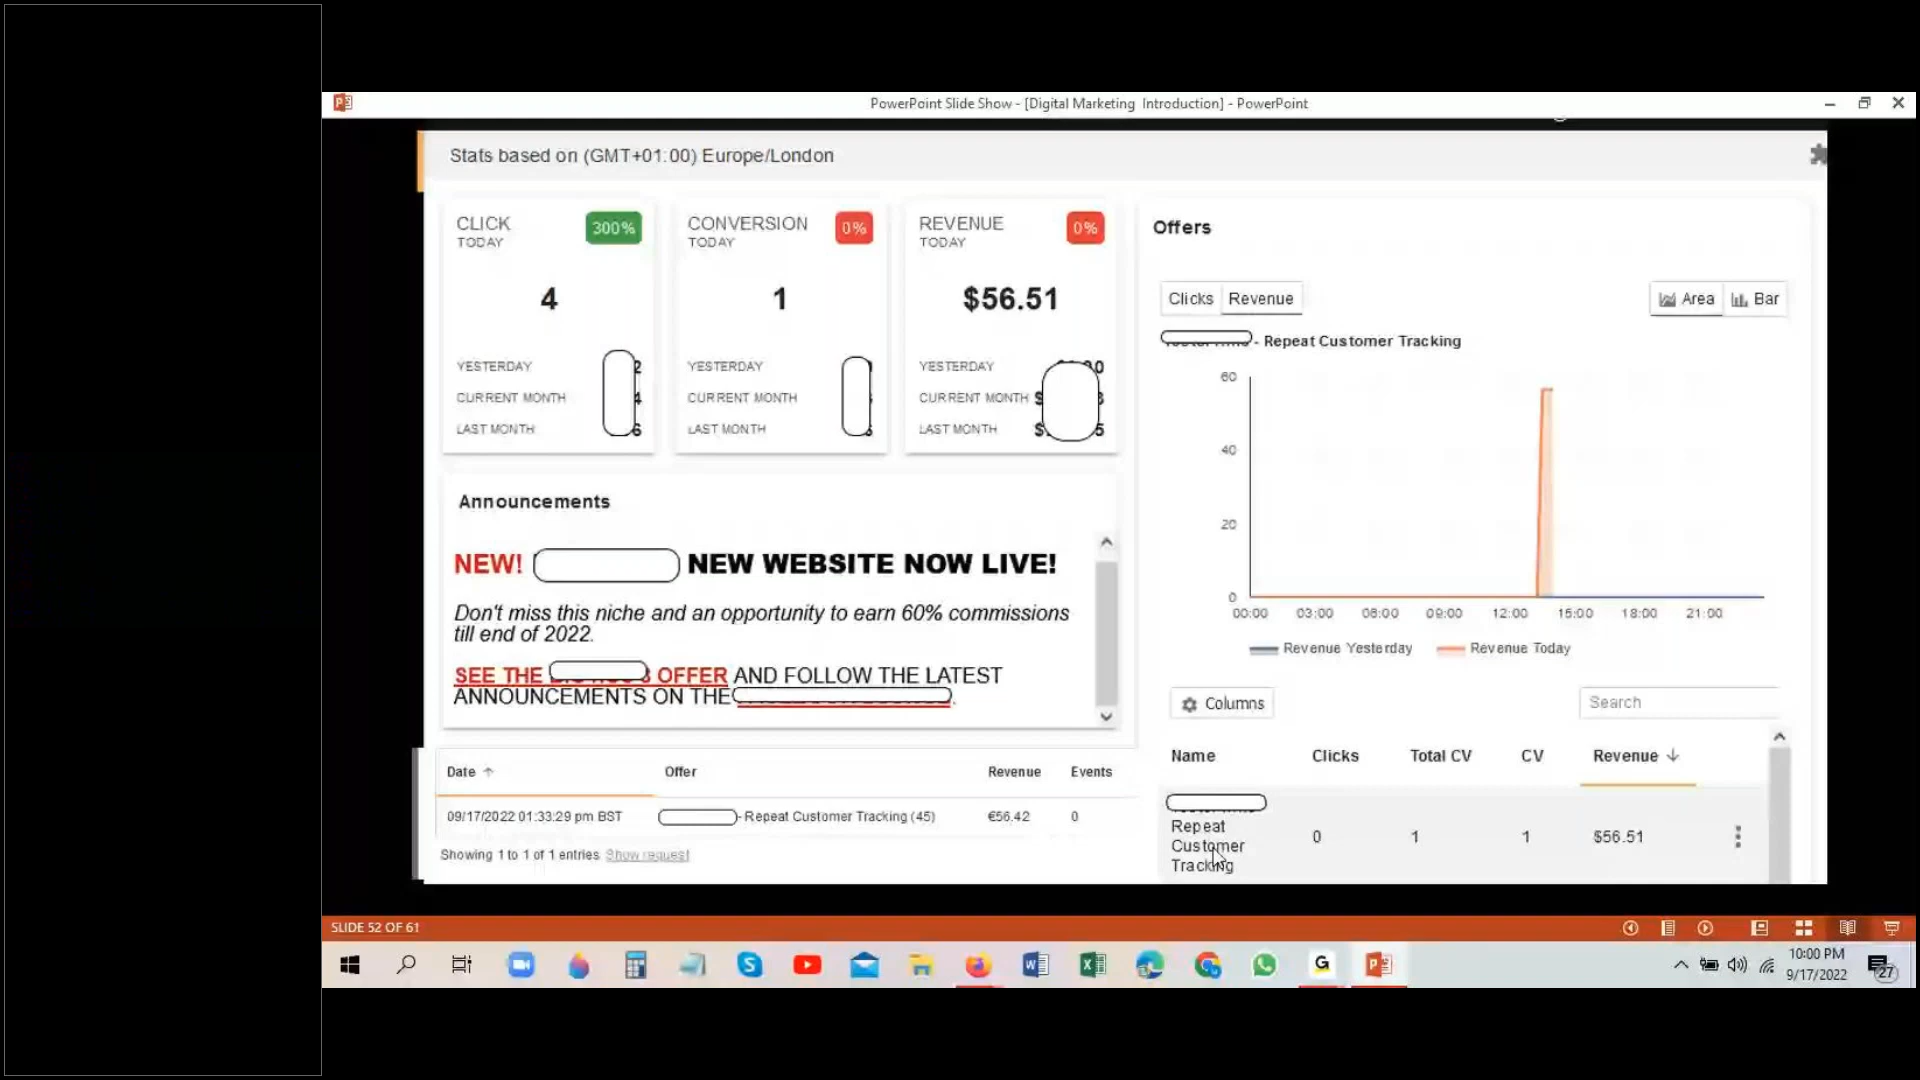 PowerPoint Slide Show - [Digital Marketing Introduction] - PowerPoint
Stats based on (GMT+01:00) Europe/London
CLICK
TODAY
300%
4
YESTERDAY 2
CURRENT MONTH 4
LAST MONTH 6
CONVERSION
TODAY
0%
1
YESTERDAY
CURRENT MONTH
LAST MONTH
REVENUE
TODAY
0%
$56.51
YESTERDAY 0
CURRENT MONTH $
LAST MONTH $ 5
Announcements
NEW! NEW WEBSITE NOW LIVE!
Don't miss this niche and an opportunity to earn 60% commissions
till end of 2022.
SEE THE OFFER AND FOLLOW THE LATEST
ANNOUNCEMENTS ON THE .
Date Offer Revenue Events
09/17/2022 01:33:29 pm BST - Repeat Customer Tracking (45) €56.42 0
Showing 1 to 1 of 1 entries Show request
Offers
Clicks Revenue
Area Bar
- Repeat Customer Tracking
60
40
20
0
00:00 03:00 06:00 09:00 12:00 15:00 18:00 21:00
Revenue Yesterday Revenue Today
Columns
Search
Name Clicks Total CV CV Revenue
Repeat
Customer
Tracking
0 1 1 $56.51
SLIDE 52 OF 61
10:00 PM
9/17/2022
27